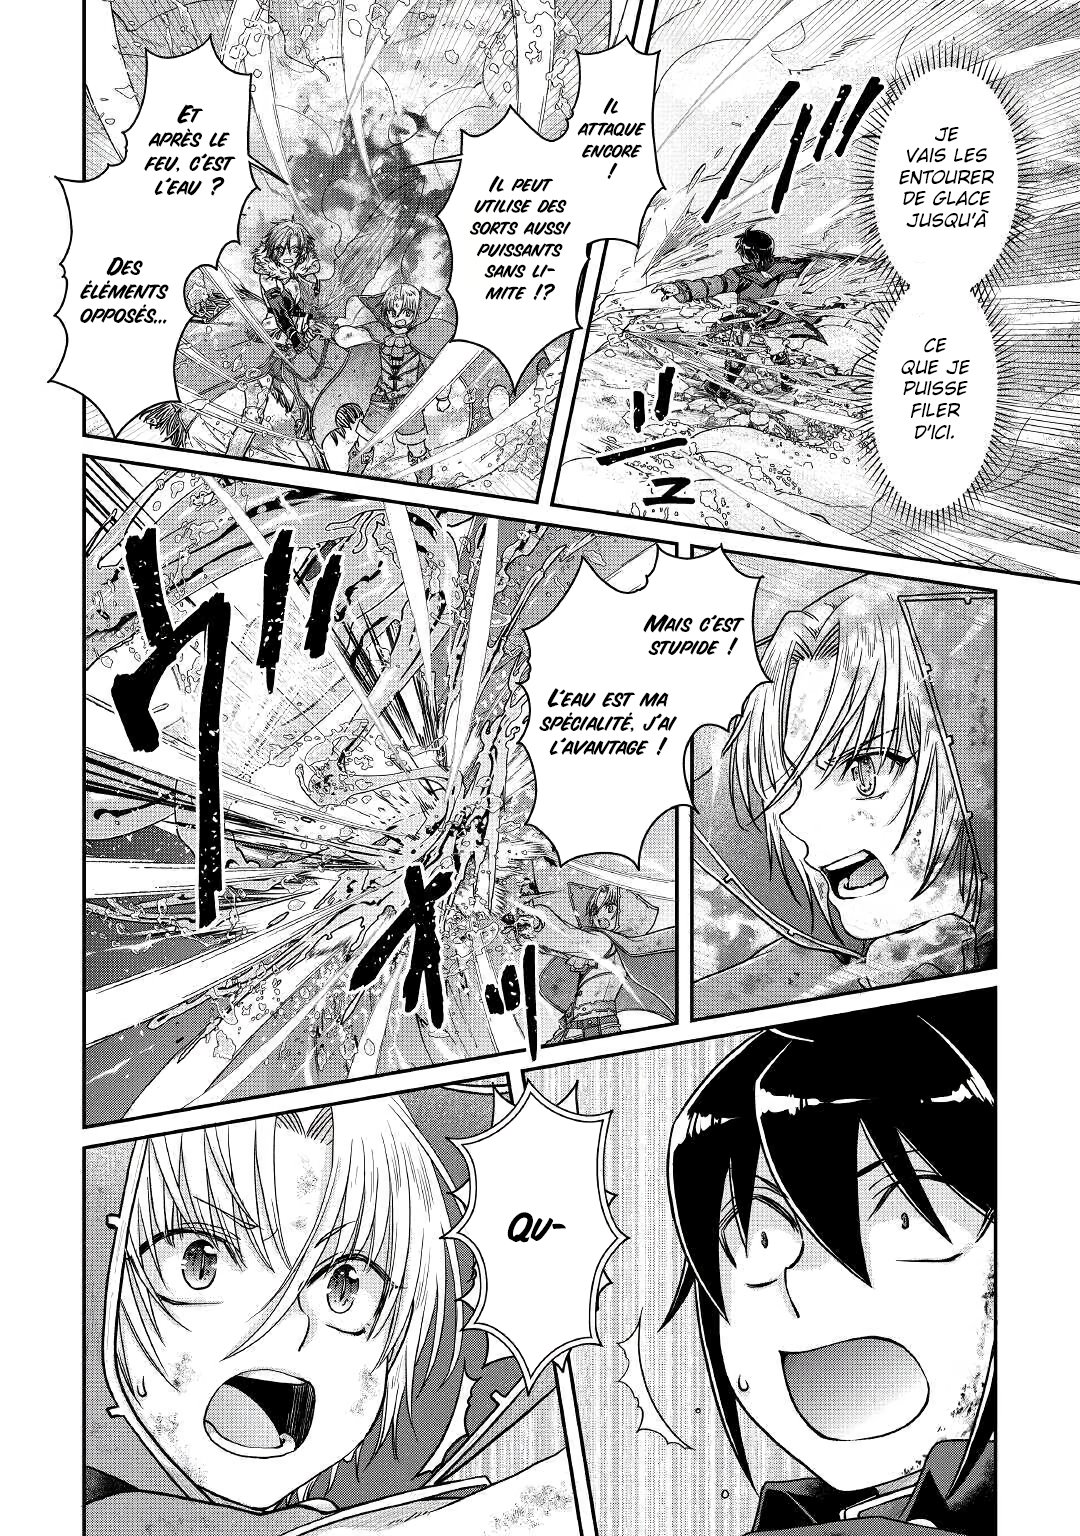 JE
VAIS LES
ENTOURER
DE GLACE
JUSQU'À
CE
QUE JE
PUISSE
FILER
D'ICI.
IL
ATTAQUE
ENCORE
!
IL PEUT
UTILISE DES
SORTS AUSSI
PUISSANTS
SANS LI-
MITE !?
ET
APRÈS LE
FEU, C'EST
L'EAU ?
DES
ÉLÉMENTS
OPPOSÉS...
MAIS C'EST
STUPIDE !
L'EAU EST MA
SPÉCIALITÉ, J'AI
L'AVANTAGE !
QU-